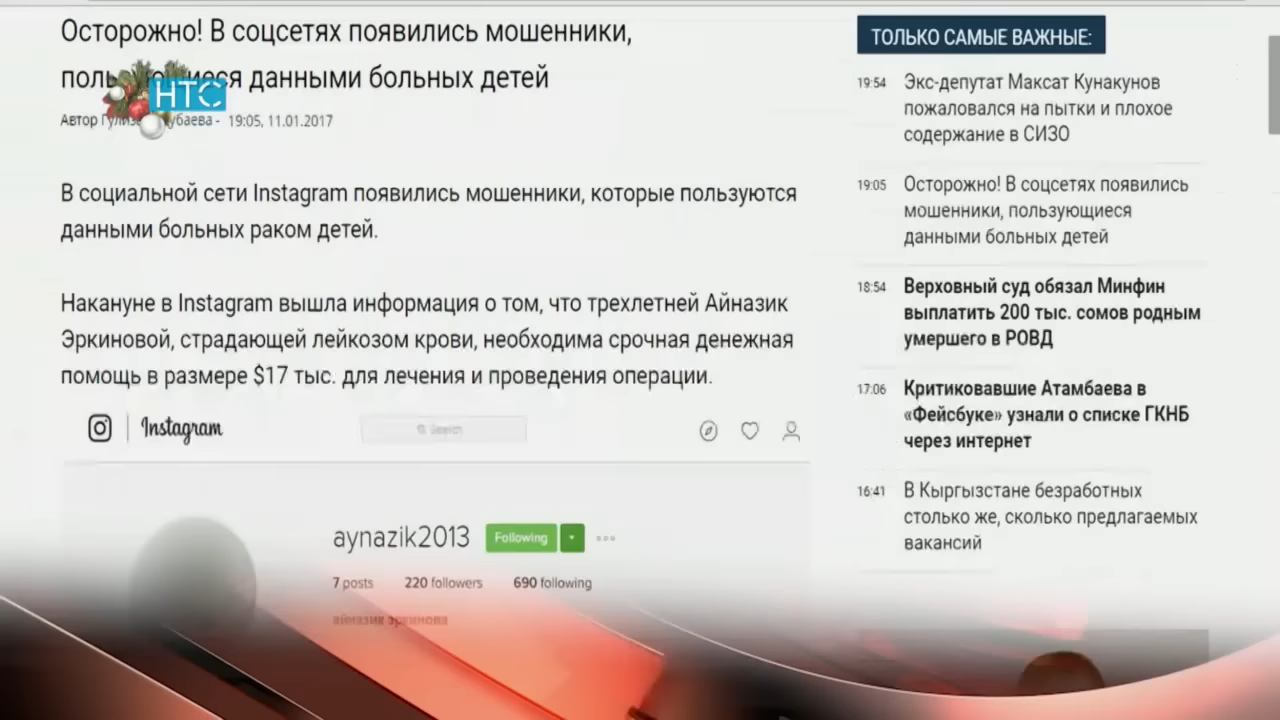 Осторожно! В соцсетях появились мошенники,
данными больных детей
НТС
Автор - 19:05, 11.01.2017
В социальной сети Instagram появились мошенники, которые пользуются
данными больных раком детей.
Накануне в Instagram вышла информация о том, что трехлетней Айназик
Эркиновой, страдающей лейкозом крови, необходима срочная денежная
помощь в размере $17 тыс. для лечения и проведения операции.
Instagram
Search
aynazik2013 Following
7 posts 220 followers 690 following
айназик эркинова
ТОЛЬКО САМЫЕ ВАЖНЫЕ:
19:54 Экс-депутат Максат Кунакунов
пожаловался на пытки и плохое
содержание в СИЗО
19:05 Осторожно! В соцсетях появились
мошенники, пользующиеся
данными больных детей
18:54 Верховный суд обязал Минфин
выплатить 200 тыс. сомов родным
умершего в РОВД
17:06 Критиковавшие Атамбаева в
«Фейсбуке» узнали о списке ГКНБ
через интернет
16:41 В Кыргызстане безработных
столько же, сколько предлагаемых
вакансий